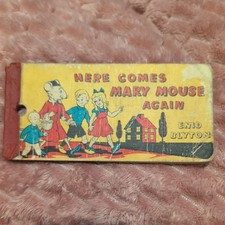 HERE COMES
MARY MOUSE
AGAIN
ENID
BLYTON